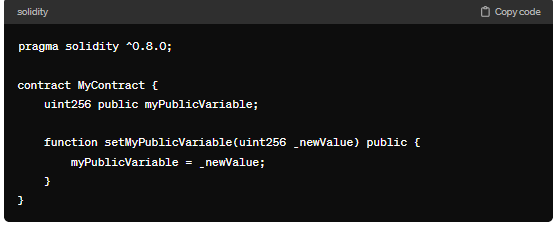 solidity
Copy code
pragma solidity ^0.8.0;
contract MyContract {
uint256 public myPublicVariable;
function setMyPublicVariable(uint256 _newValue) public {
myPublicVariable = _newValue;
}
}